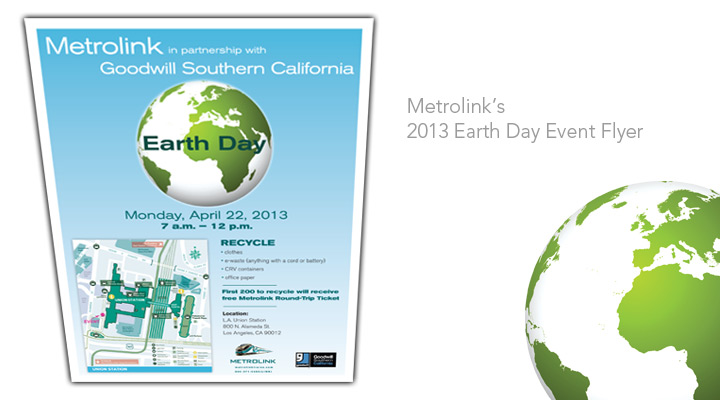 Metrolink in partnership with
Goodwill Southern California
Earth Day
Monday, April 22, 2013
7 a.m. – 12 p.m.
RECYCLE
• clothes
• e-waste (anything with a cord or battery)
• CRV containers
• office paper
First 200 to recycle will receive
free Metrolink Round-Trip Ticket
Location:
L.A. Union Station
800 N. Alameda St.
Los Angeles, CA 90012
UNION STATION
EVENT
UNION STATION
METROLINK
Goodwill
Southern
California
Metrolink's
2013 Earth Day Event Flyer